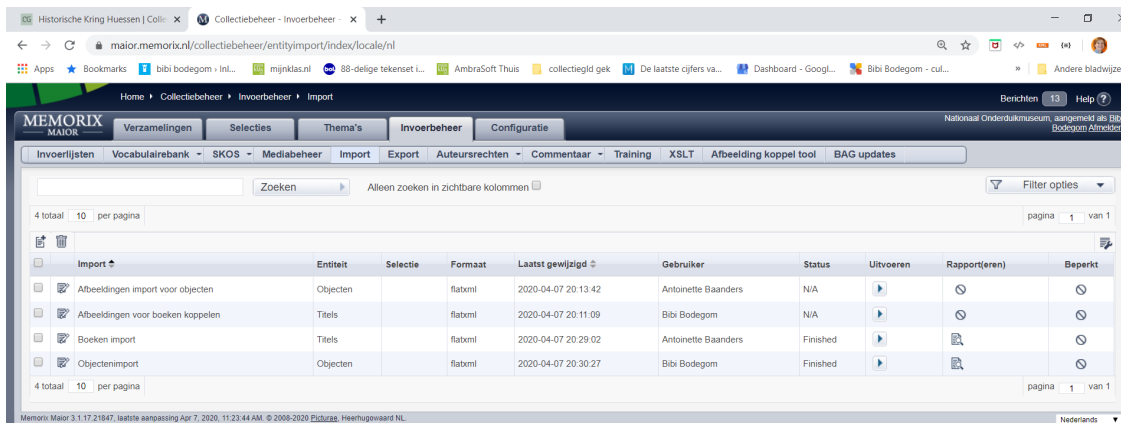 CG Historische Kring Huessen | Colle
Collectiebeheer - Invoerbeheer -
maior.memorix.nl/collectiebeheer/entityimport/index/locale/nl
Apps Bookmarks bibi bodegom › Inl... mijnklas.nl bol. 88-delige tekenset i... AmbraSoft Thuis collectiegld gek De laatste cijfers va... Dashboard - Googl... Bibi Bodegom - cul... » Andere bladwijze
Home Collectiebeheer Invoerbeheer Import Berichten 13 Help ?
MEMORIX
MAIOR
Verzamelingen Selecties Thema's Invoerbeheer Configuratie
Nationaal Onderduikmuseum, aangemeld als Bib
Bodegom Afmelden
Invoerlijsten Vocabulairebank SKOS Mediabeheer Import Export Auteursrechten Commentaar Training XSLT Afbeelding koppel tool BAG updates
Zoeken Alleen zoeken in zichtbare kolommen Filter opties
4 totaal 10 per pagina pagina 1 van 1
Import Entiteit Selectie Formaat Laatst gewijzigd Gebruiker Status Uitvoeren Rapport(eren) Beperkt
Afbeeldingen import voor objecten Objecten flatxml 2020-04-07 20:13:42 Antoinette Baanders N/A
Afbeeldingen voor boeken koppelen Titels flatxml 2020-04-07 20:11:09 Bibi Bodegom N/A
Boeken import Titels flatxml 2020-04-07 20:29:02 Antoinette Baanders Finished
Objectenimport Objecten flatxml 2020-04-07 20:30:27 Bibi Bodegom Finished
4 totaal 10 per pagina pagina 1 van 1
Memorix Maior 3.1.17.21847, laatste aanpassing Apr 7, 2020, 11:23:44 AM. © 2008-2020 Picturae, Heerhugowaard NL. Nederlands